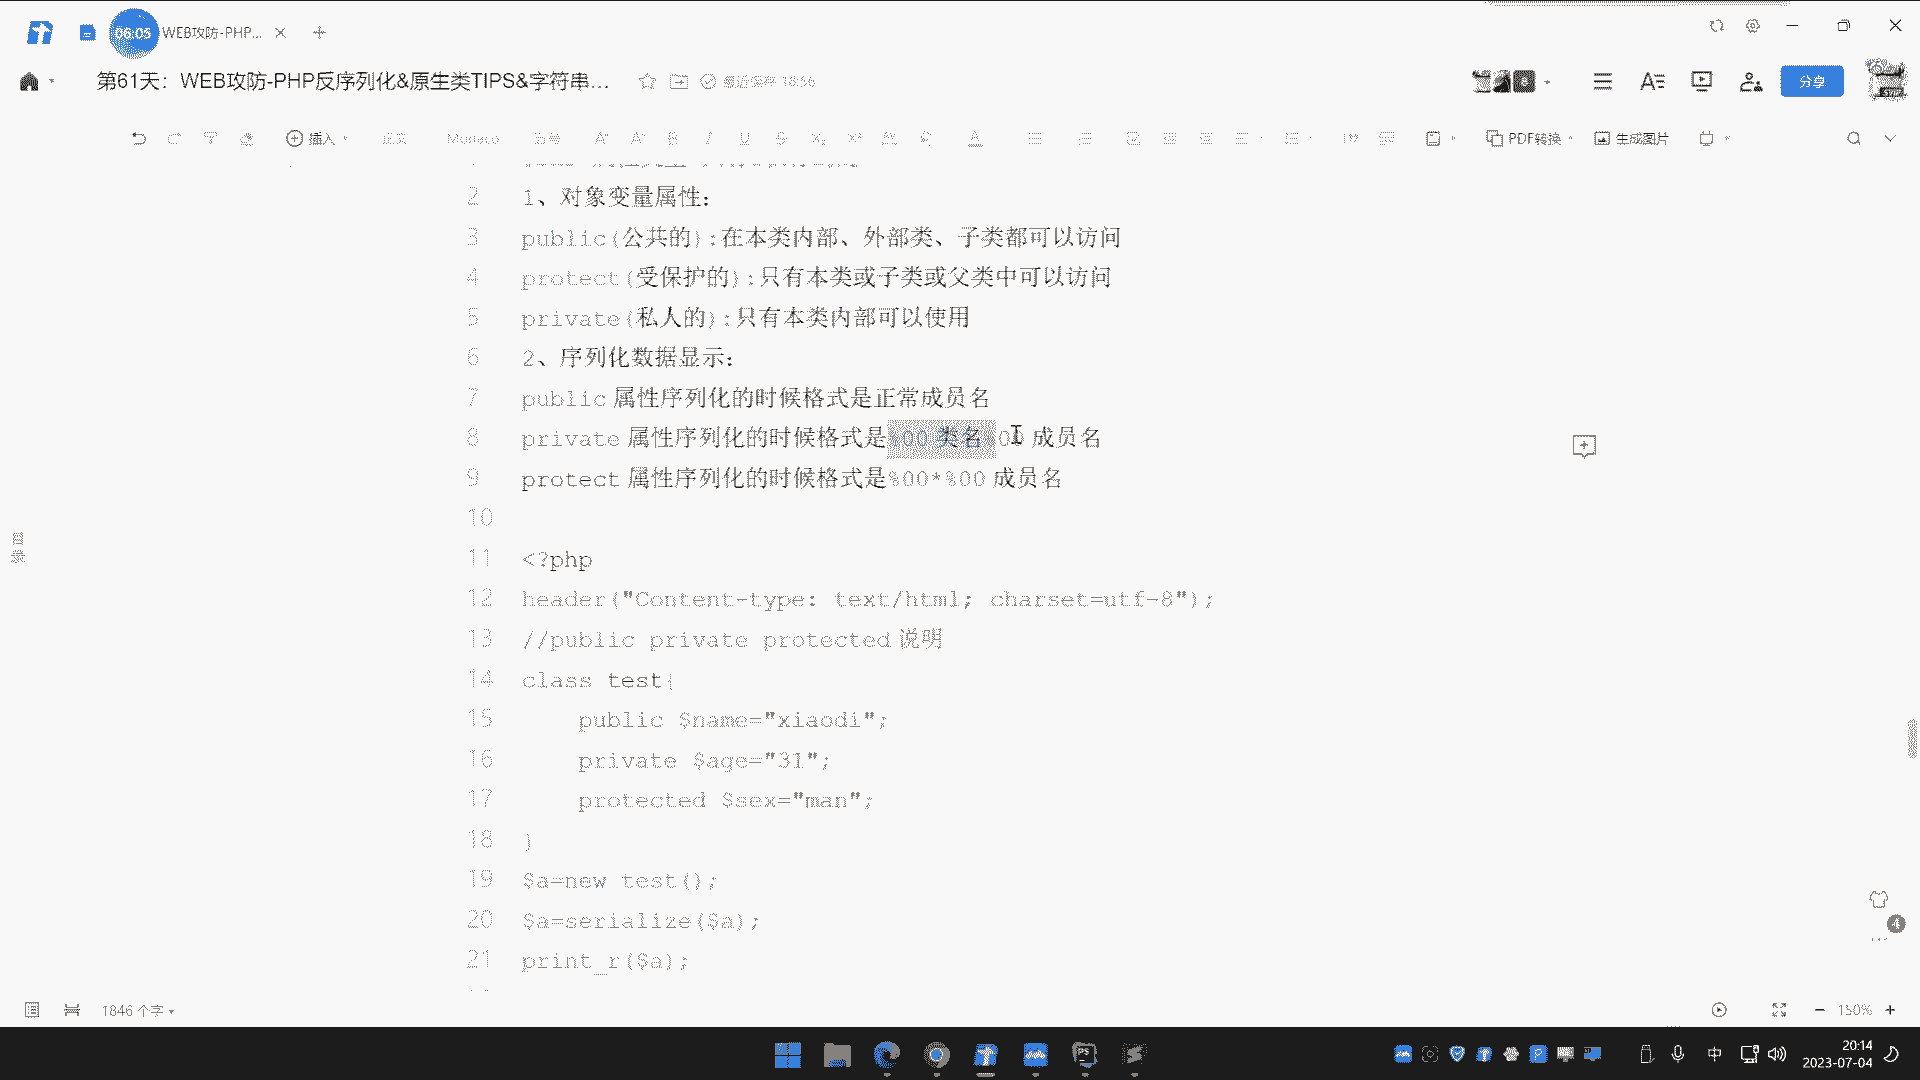 06:05
WEB攻防-PHP...
第61天：WEB攻防-PHP反序列化&原生类TIPS&字符串...
最近保存 18:56
分享
插入
正文
Monaco
PDF转换
生成图片
2 1、对象变量属性：
3 public(公共的):在本类内部、外部类、子类都可以访问
4 protect(受保护的):只有本类或子类或父类中可以访问
5 private(私人的):只有本类内部可以使用
6 2、序列化数据显示：
7 public 属性序列化的时候格式是正常成员名
8 private 属性序列化的时候格式是%00 类名%00 成员名
9 protect 属性序列化的时候格式是%00*%00 成员名
10
11 <?php
12 header("Content-type: text/html; charset=utf-8");
13 //public private protected 说明
14 class test{
15 public $name="xiaodi";
16 private $age="31";
17 protected $sex="man";
18 }
19 $a=new test();
20 $a=serialize($a);
21 print_r($a);
目录
4
1846 个字
150%
中
20:14
2023-07-04